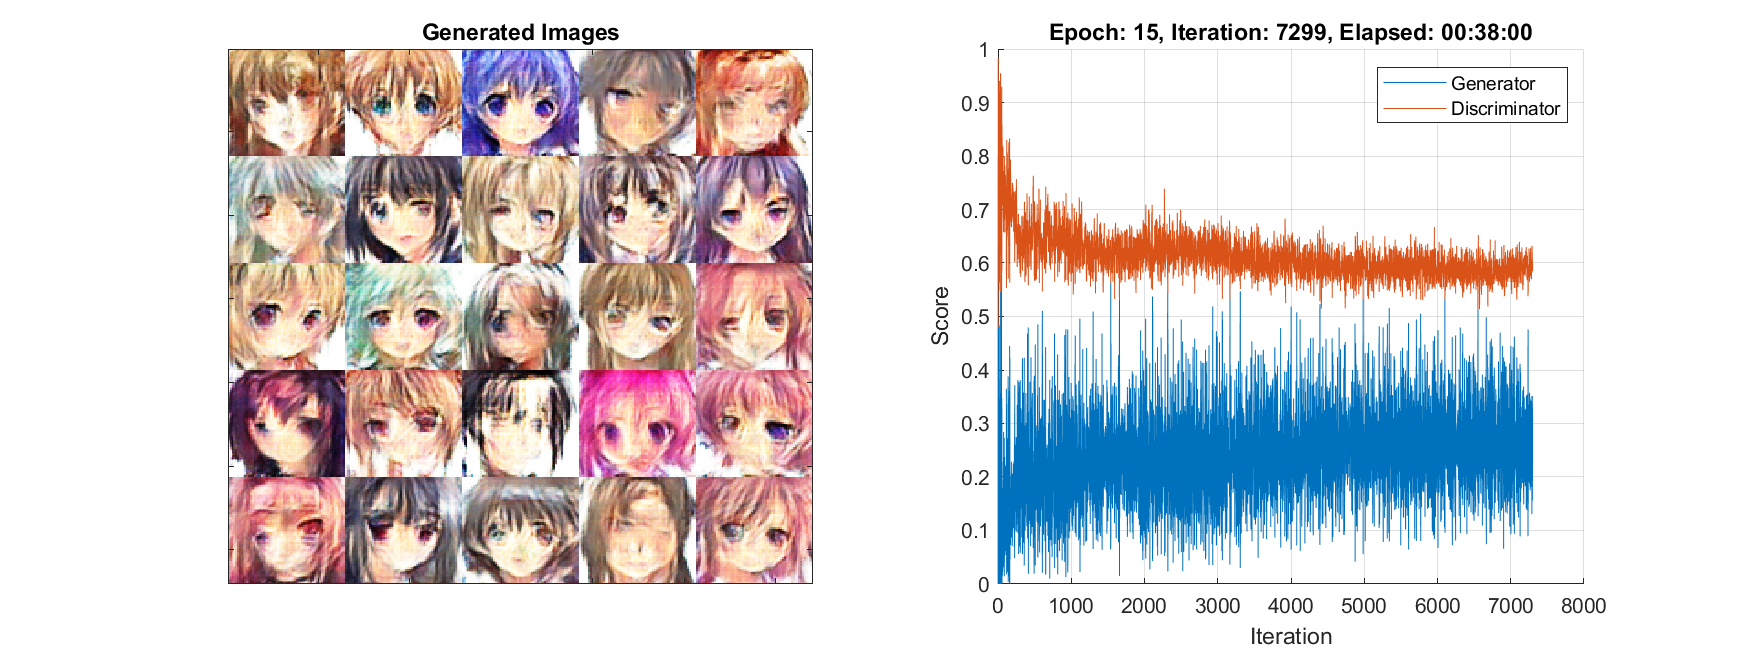 Generated Images
Epoch: 15, Iteration: 7299, Elapsed: 00:38:00
Generator
Discriminator
1
0.9
0.8
0.7
0.6
0.5
0.4
0.3
0.2
0.1
0
Score
0 1000 2000 3000 4000 5000 6000 7000 8000
Iteration